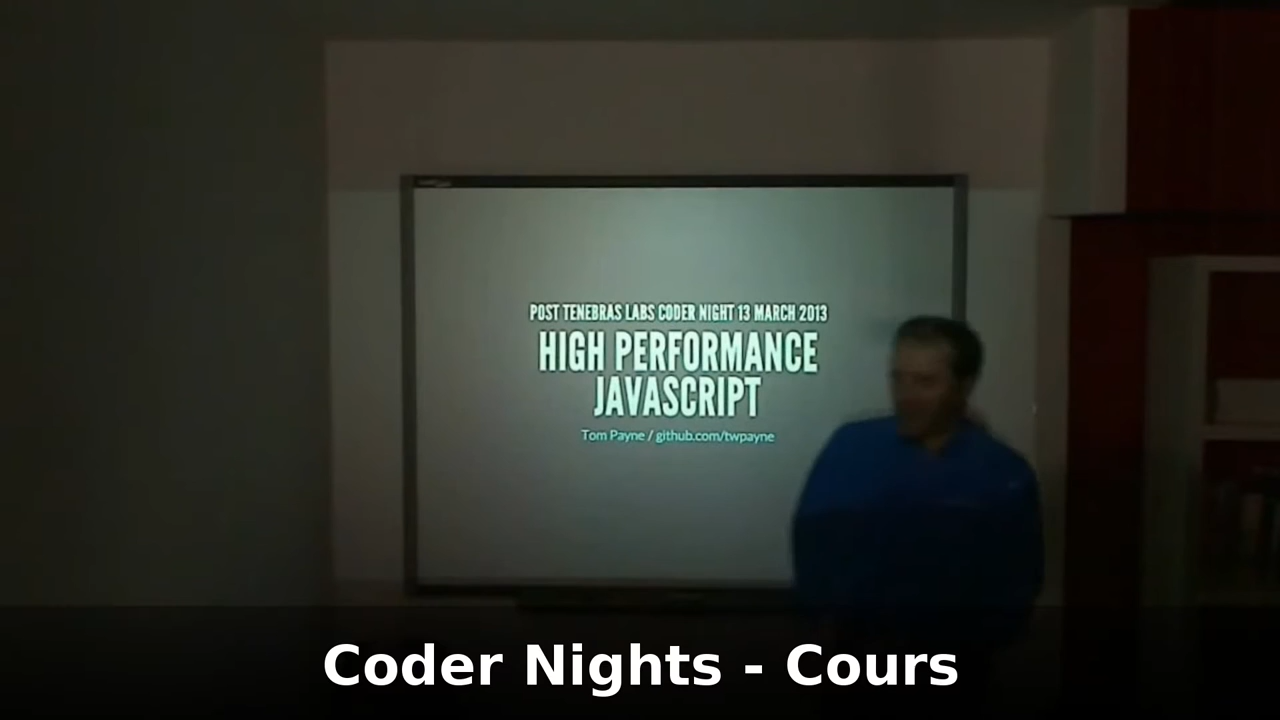 POST TENEBRAS LABS CODER NIGHT 13 MARCH 2013
HIGH PERFORMANCE
JAVASCRIPT
Tom Payne / github.com/twpayne
Coder Nights - Cours